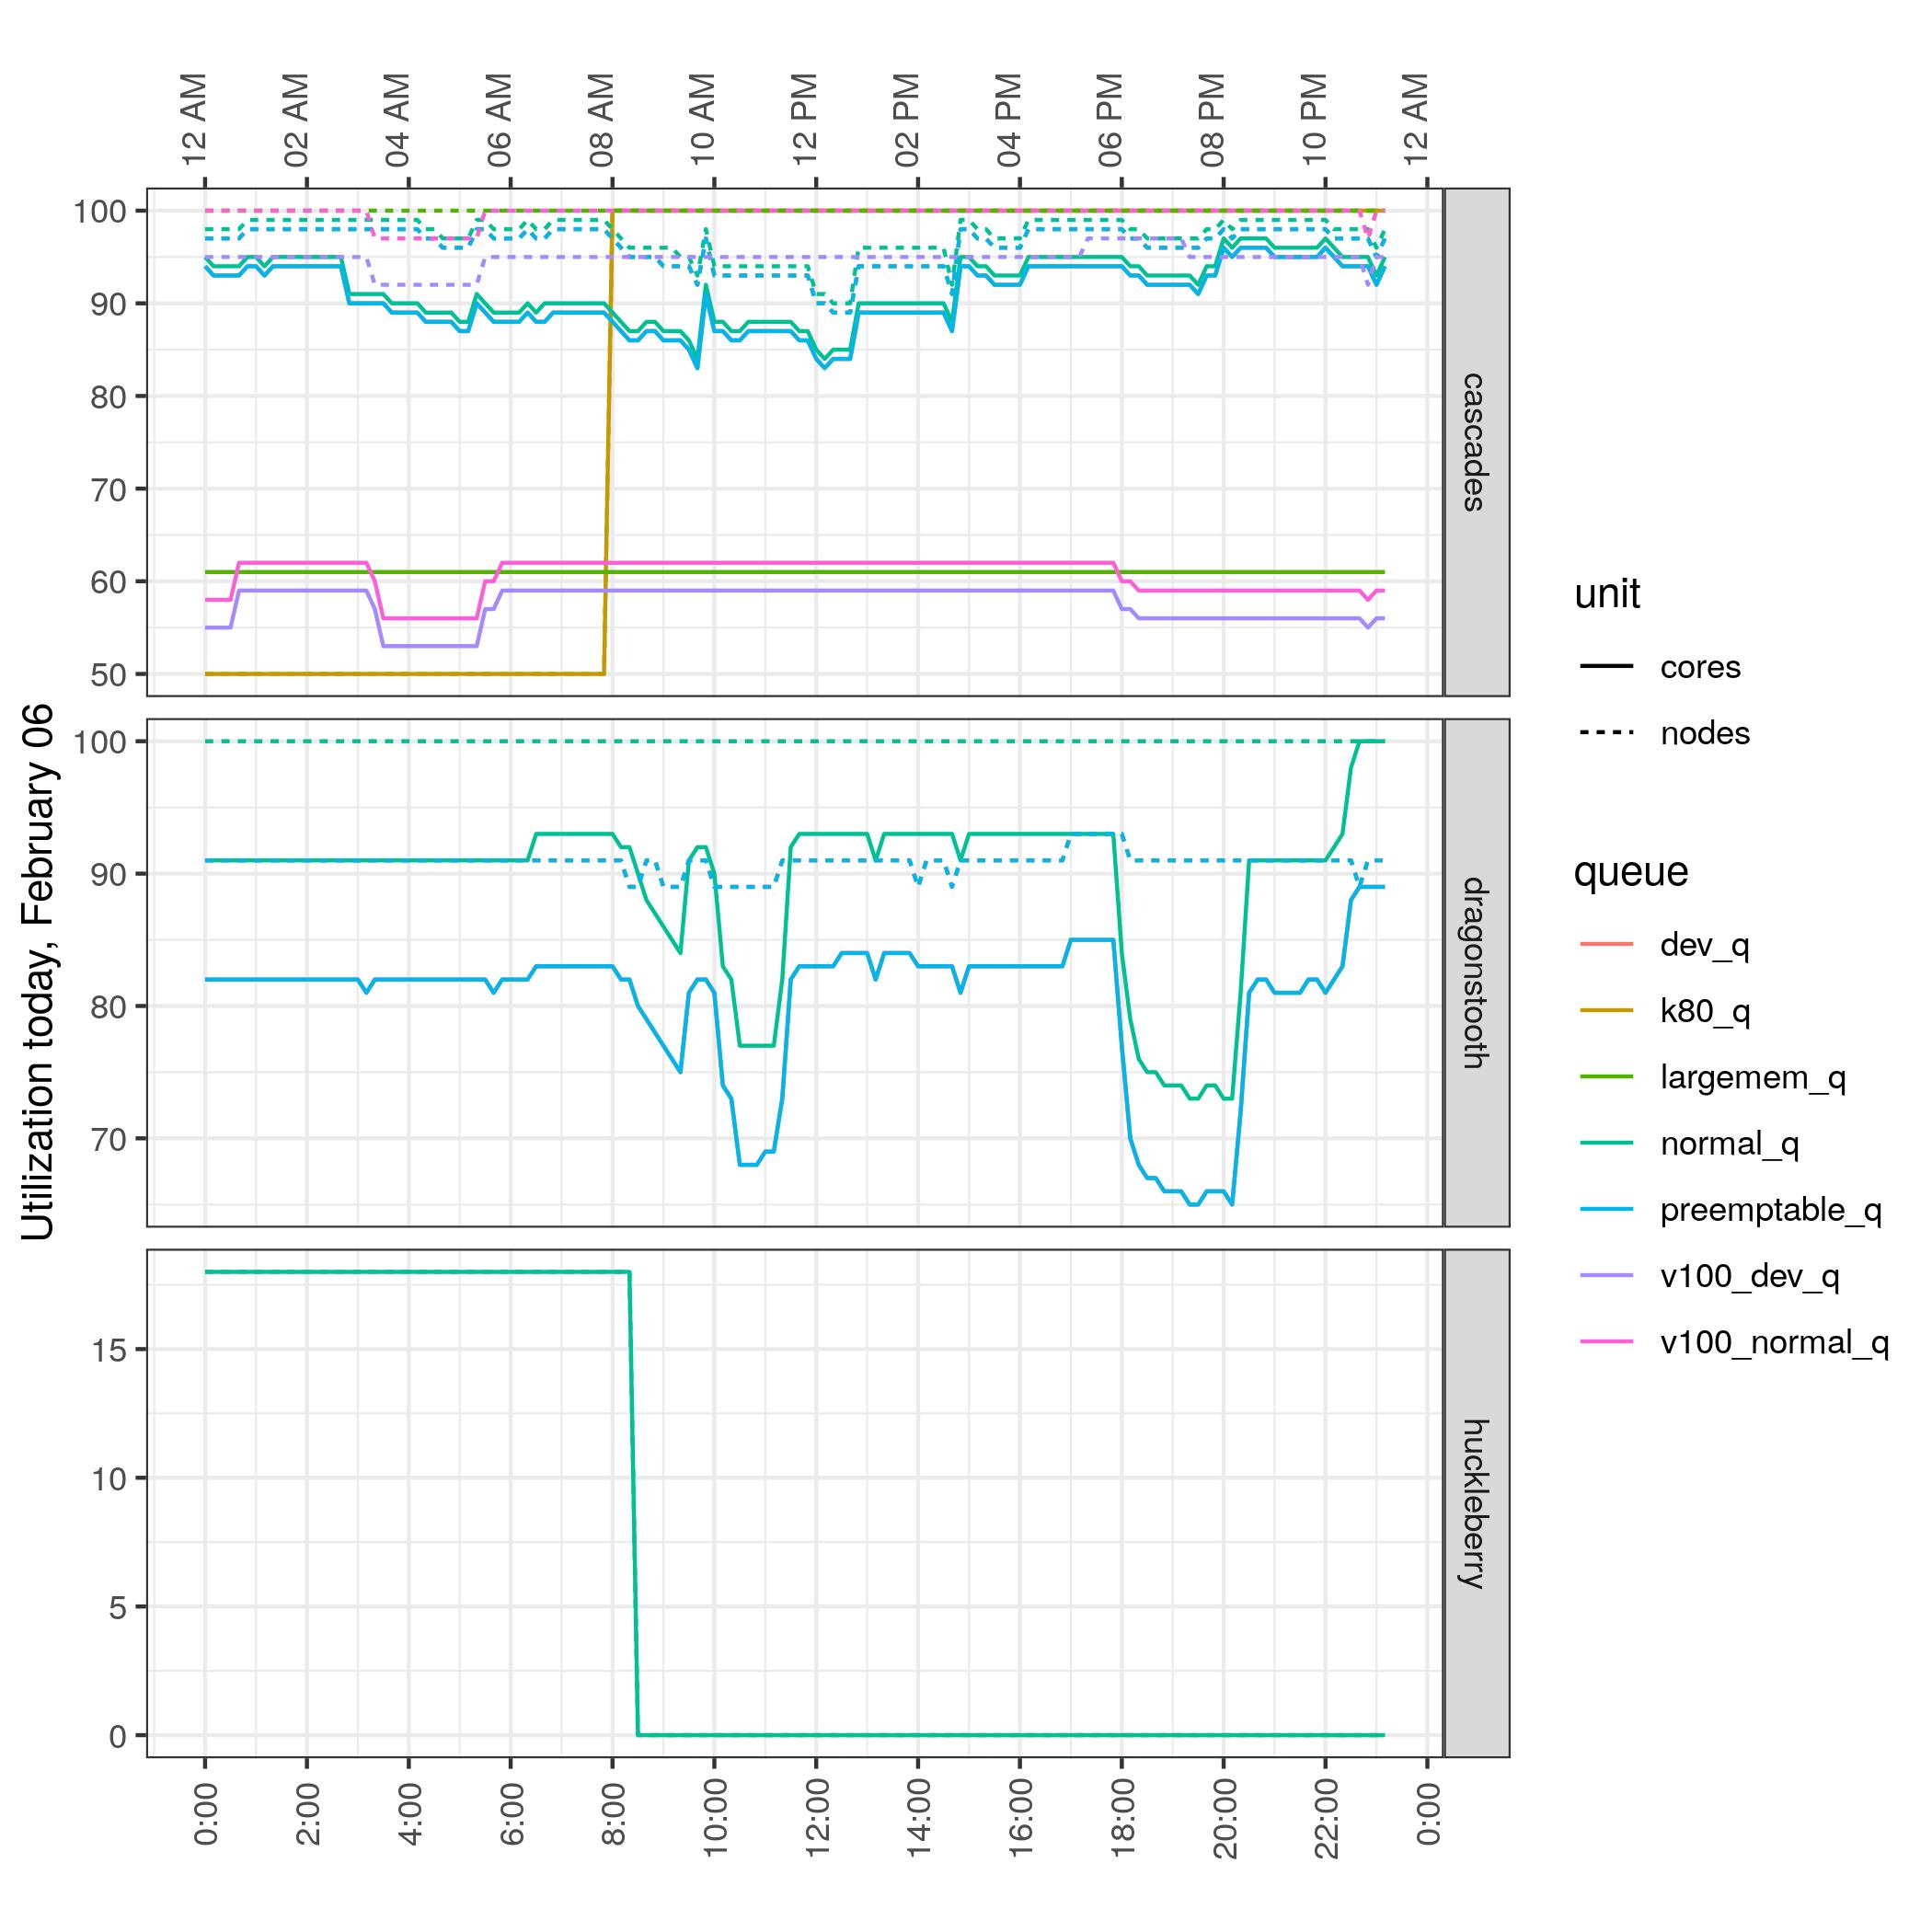 12 AM
02 AM
04 AM
06 AM
08 AM
10 AM
12 PM
02 PM
04 PM
06 PM
08 PM
10 PM
12 AM
Utilization today, February 06
100
90
80
70
60
50
cascades
100
90
80
70
dragonstooth
15
10
5
0
huckleberry
0:00
2:00
4:00
6:00
8:00
10:00
12:00
14:00
16:00
18:00
20:00
22:00
0:00
unit
cores
nodes
queue
dev_q
k80_q
largemem_q
normal_q
preemptable_q
v100_dev_q
v100_normal_q